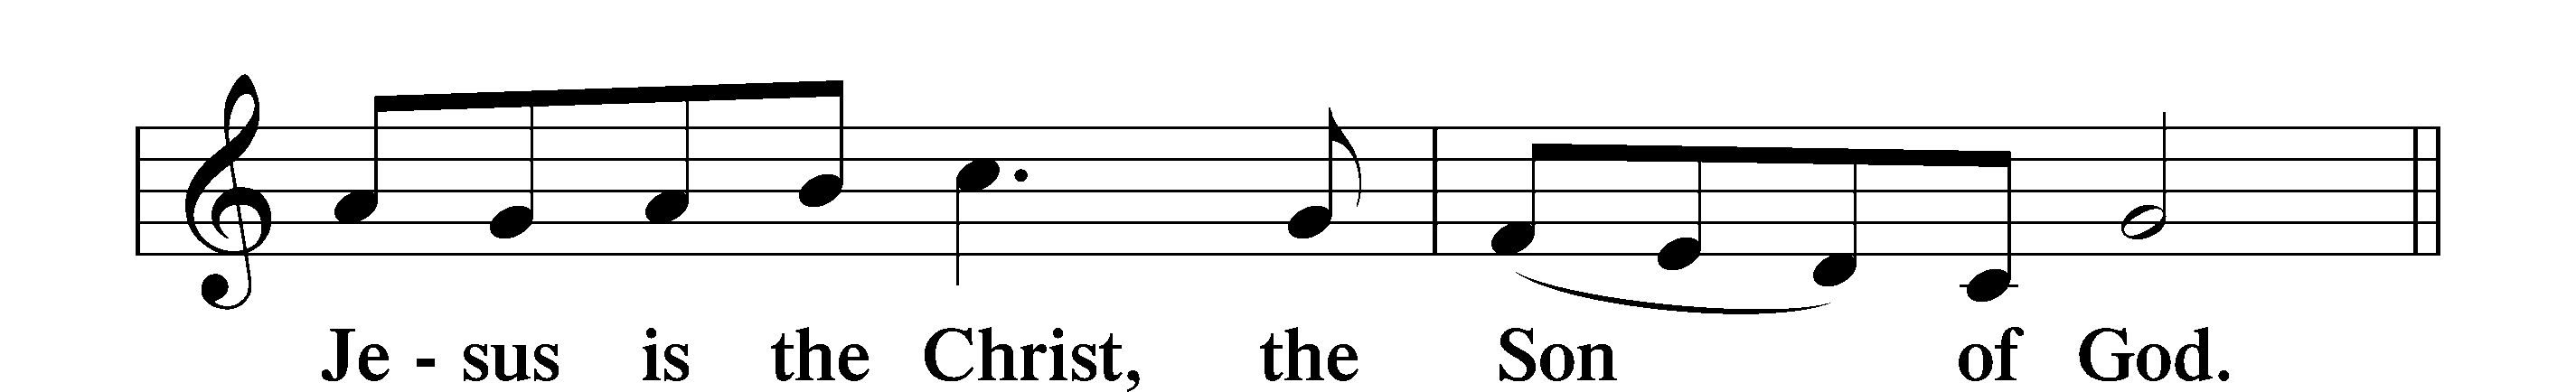 Je - sus is the Christ, the Son of God.